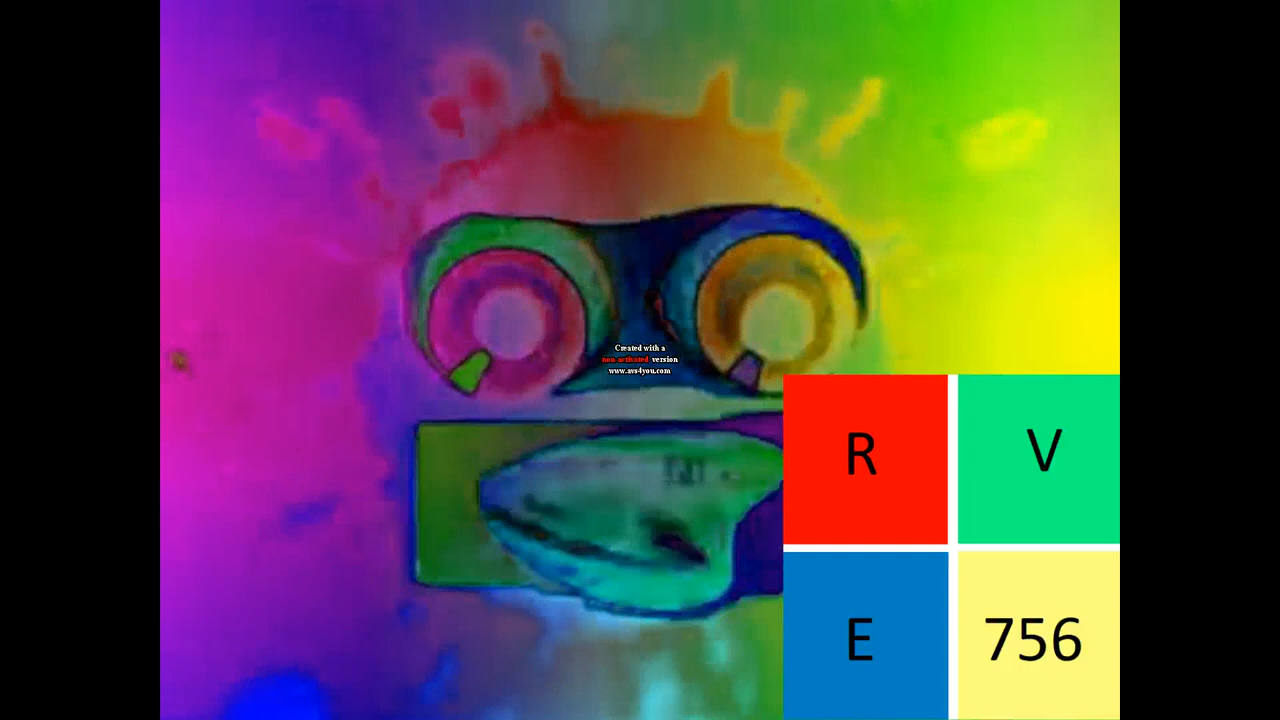 Created with a
non-activated version
www.avs4you.com
R V
E 756